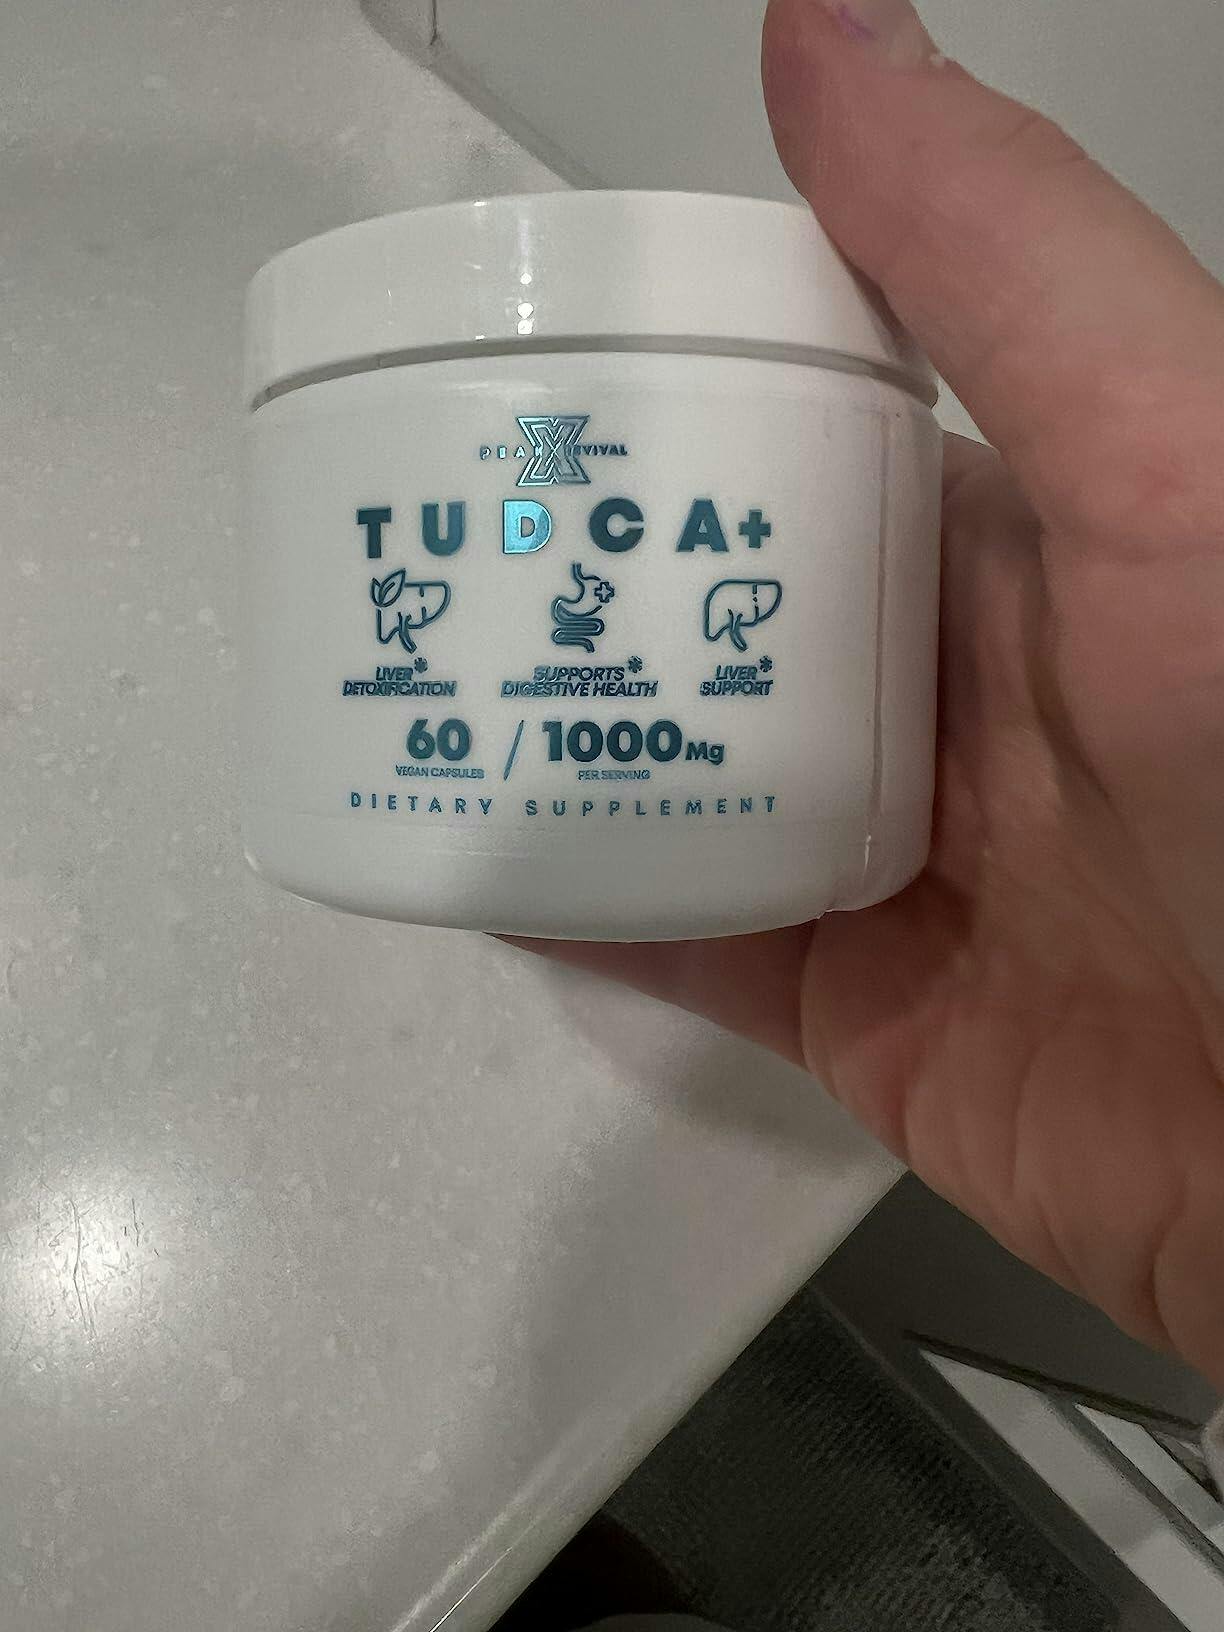 PEAK REVIVAL
TUDCA+
LIVER* DETOXIFICATION
SUPPORTS* DIGESTIVE HEALTH
LIVER* SUPPORT
60 / 1000Mg
VEGAN CAPSULES
PER SERVING
DIETARY SUPPLEMENT